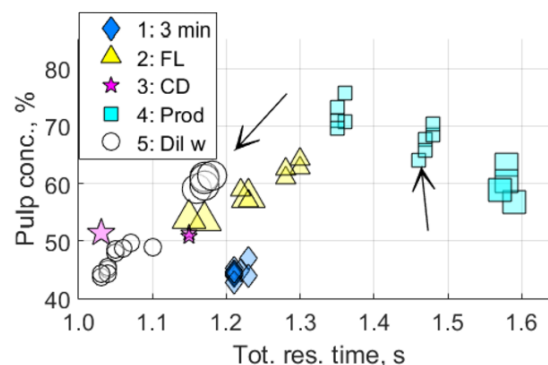 1: 3 min
2: FL
3: CD
4: Prod
5: Dil w
80
70
60
50
40
Pulp conc., %
1.0 1.1 1.2 1.3 1.4 1.5 1.6
Tot. res. time, s